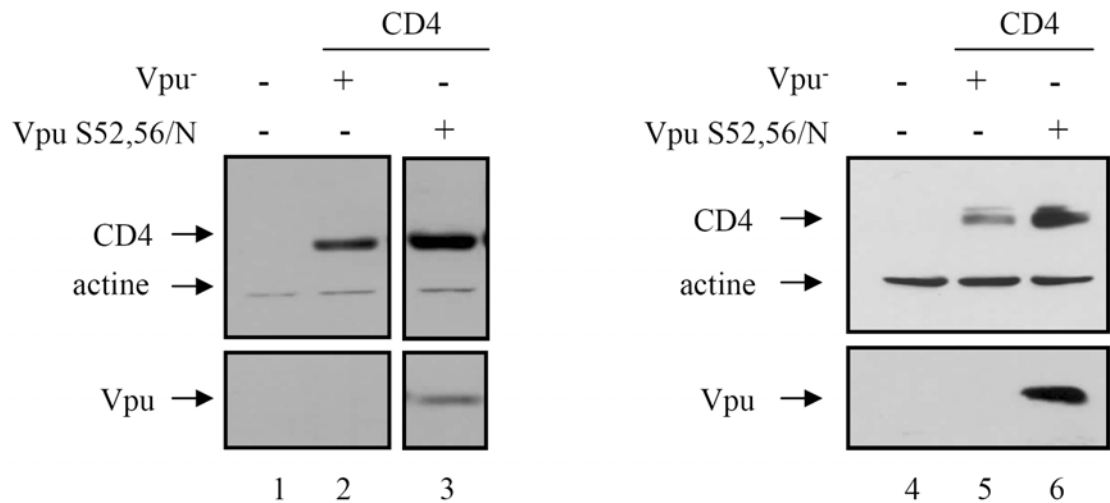 CD4
Vpu⁻ - + -
Vpu S52,56/N - - +
CD4
actine
Vpu
1 2 3
CD4
Vpu⁻ - + -
Vpu S52,56/N - - +
CD4
actine
Vpu
4 5 6